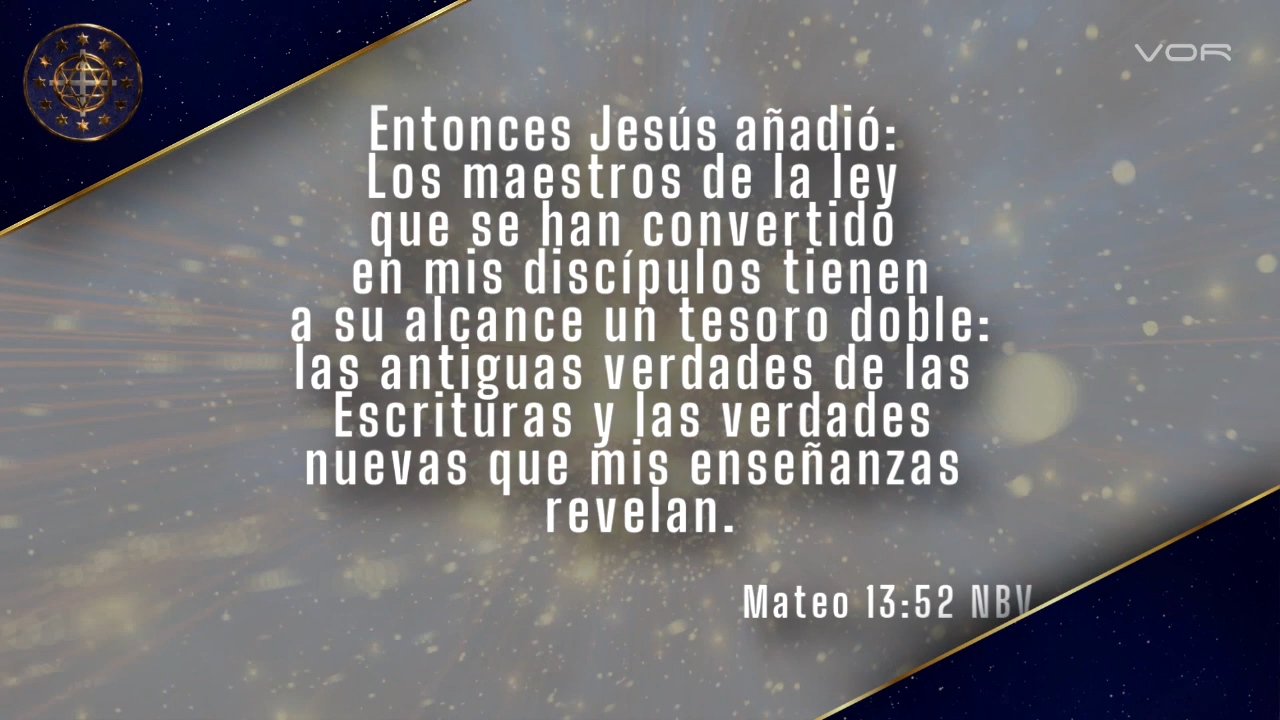 VOR
Entonces Jesús añadió:
Los maestros de la ley
que se han convertido
en mis discípulos tienen
a su alcance un tesoro doble:
las antiguas verdades de las
Escrituras y las verdades
nuevas que mis enseñanzas
revelan.
Mateo 13:52 NBV